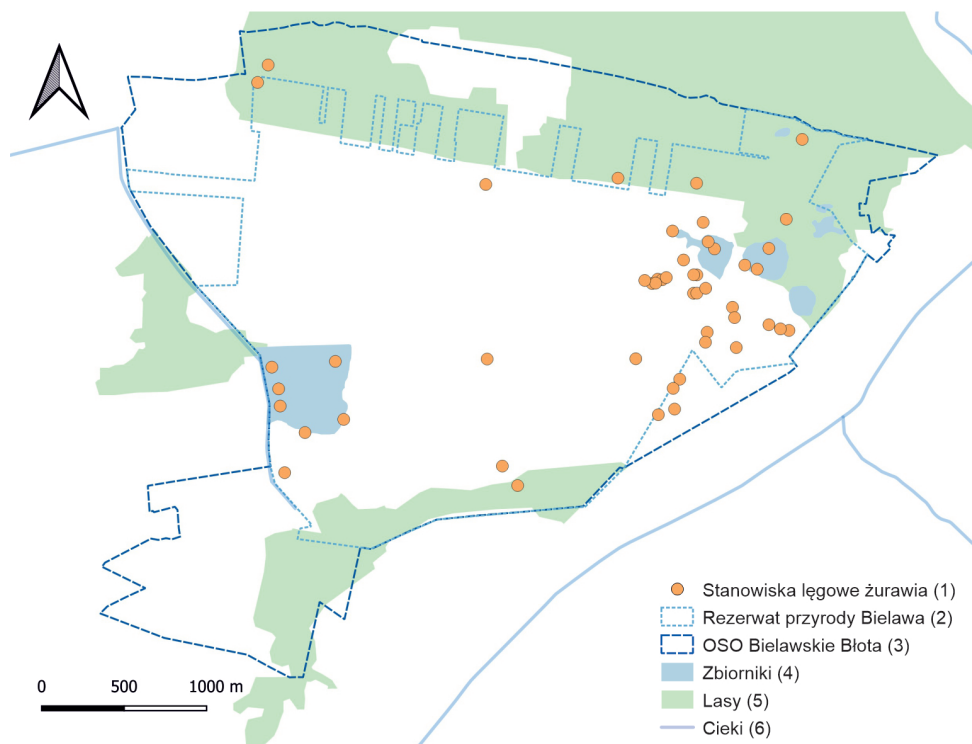 Stanowiska lęgowe żurawia (1)
Rezerwat przyrody Bielawa (2)
OSO Bielawskie Błota (3)
Zbiorniki (4)
Lasy (5)
Cieki (6)
0 500 1000 m